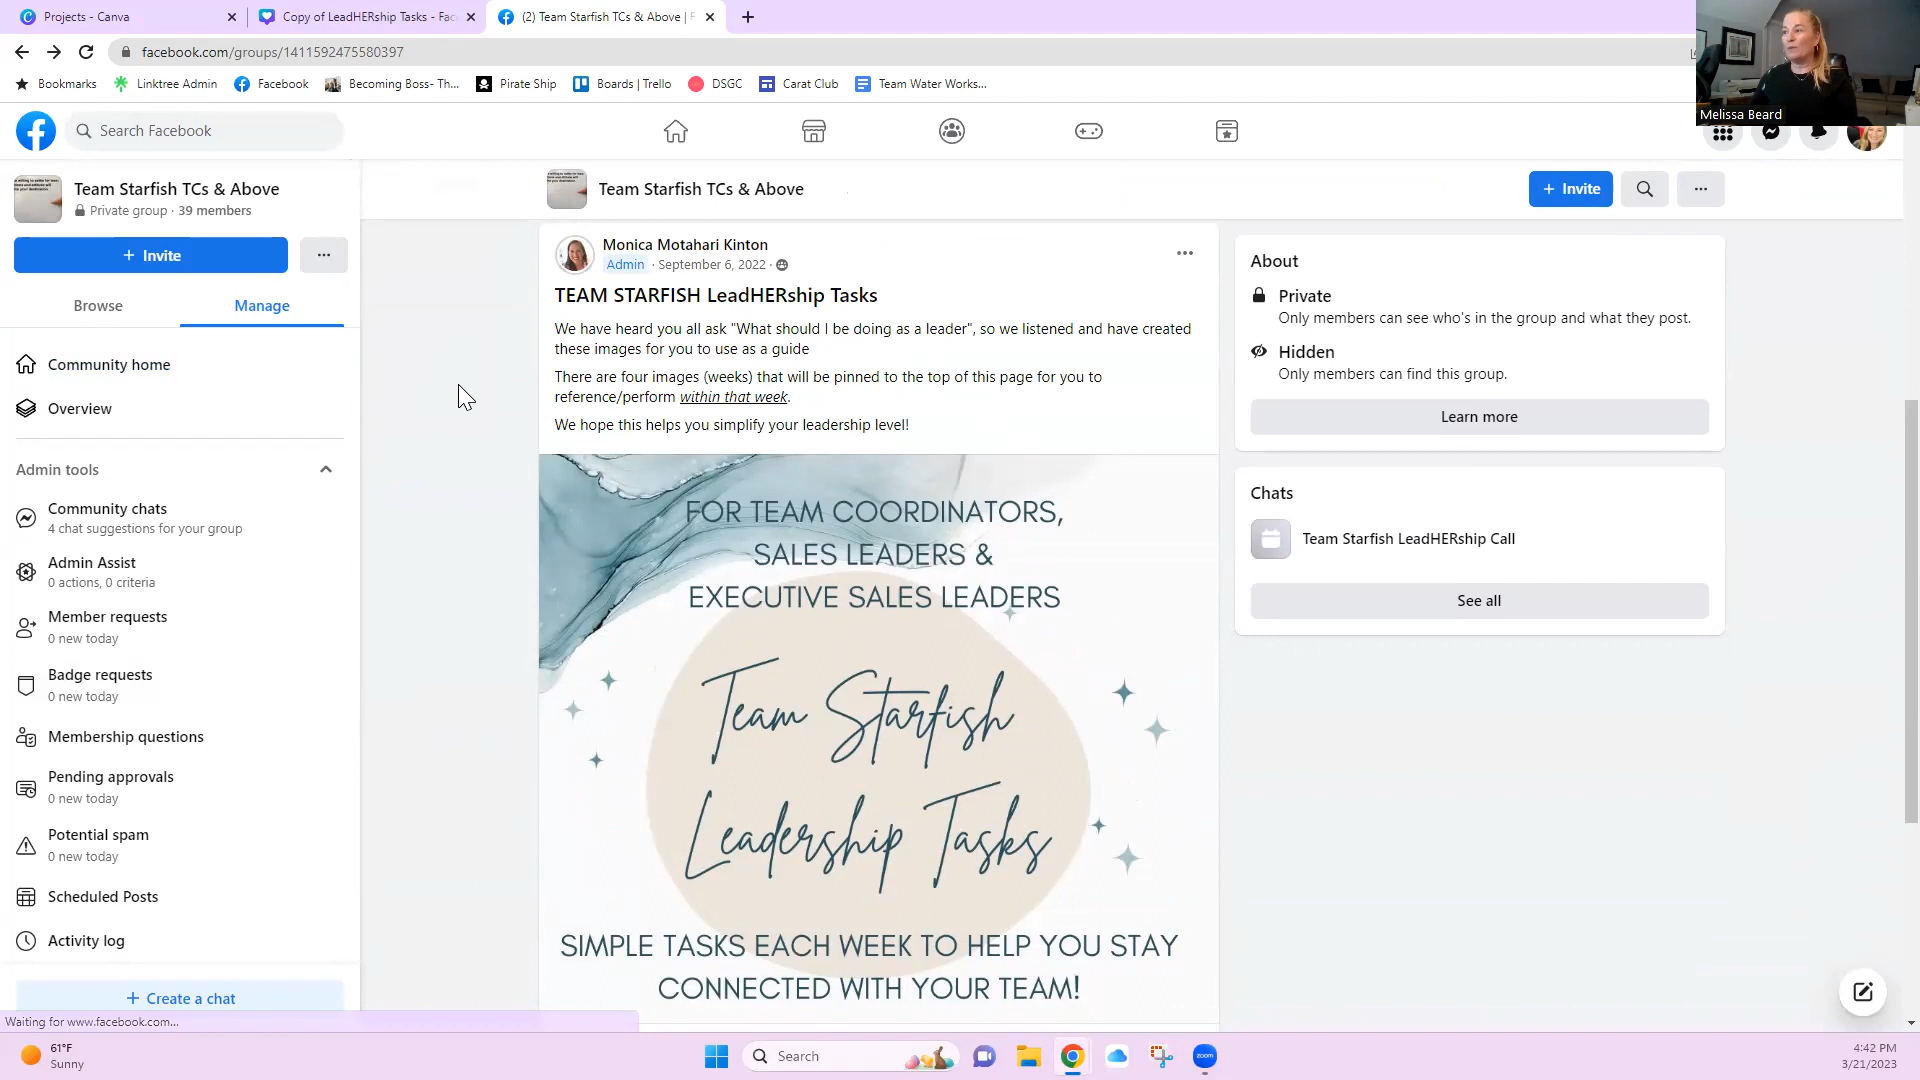 Projects - Canva
Copy of LeadHERship Tasks - Fac
(2) Team Starfish TCs & Above | F
facebook.com/groups/1411592475580397
Bookmarks
Linktree Admin
Facebook
Becoming Boss- Th...
Pirate Ship
Boards | Trello
DSGC
Carat Club
Team Water Works...
Melissa Beard
Search Facebook
Team Starfish TCs & Above
Private group · 39 members
+ Invite
...
Browse
Manage
Community home
Overview
Admin tools
Community chats
4 chat suggestions for your group
Admin Assist
0 actions, 0 criteria
Member requests
0 new today
Badge requests
0 new today
Membership questions
Pending approvals
0 new today
Potential spam
0 new today
Scheduled Posts
Activity log
+ Create a chat
Waiting for www.facebook.com...
Team Starfish TCs & Above
+ Invite
...
Monica Motahari Kinton
Admin · September 6, 2022 ·
TEAM STARFISH LeadHERship Tasks
We have heard you all ask "What should I be doing as a leader", so we listened and have created
these images for you to use as a guide
There are four images (weeks) that will be pinned to the top of this page for you to
reference/perform within that week.
We hope this helps you simplify your leadership level!
FOR TEAM COORDINATORS,
SALES LEADERS &
EXECUTIVE SALES LEADERS
Team Starfish
Leadership Tasks
SIMPLE TASKS EACH WEEK TO HELP YOU STAY
CONNECTED WITH YOUR TEAM!
About
Private
Only members can see who's in the group and what they post.
Hidden
Only members can find this group.
Learn more
Chats
Team Starfish LeadHERship Call
See all
61°F
Sunny
Search
zoom
4:42 PM
3/21/2023